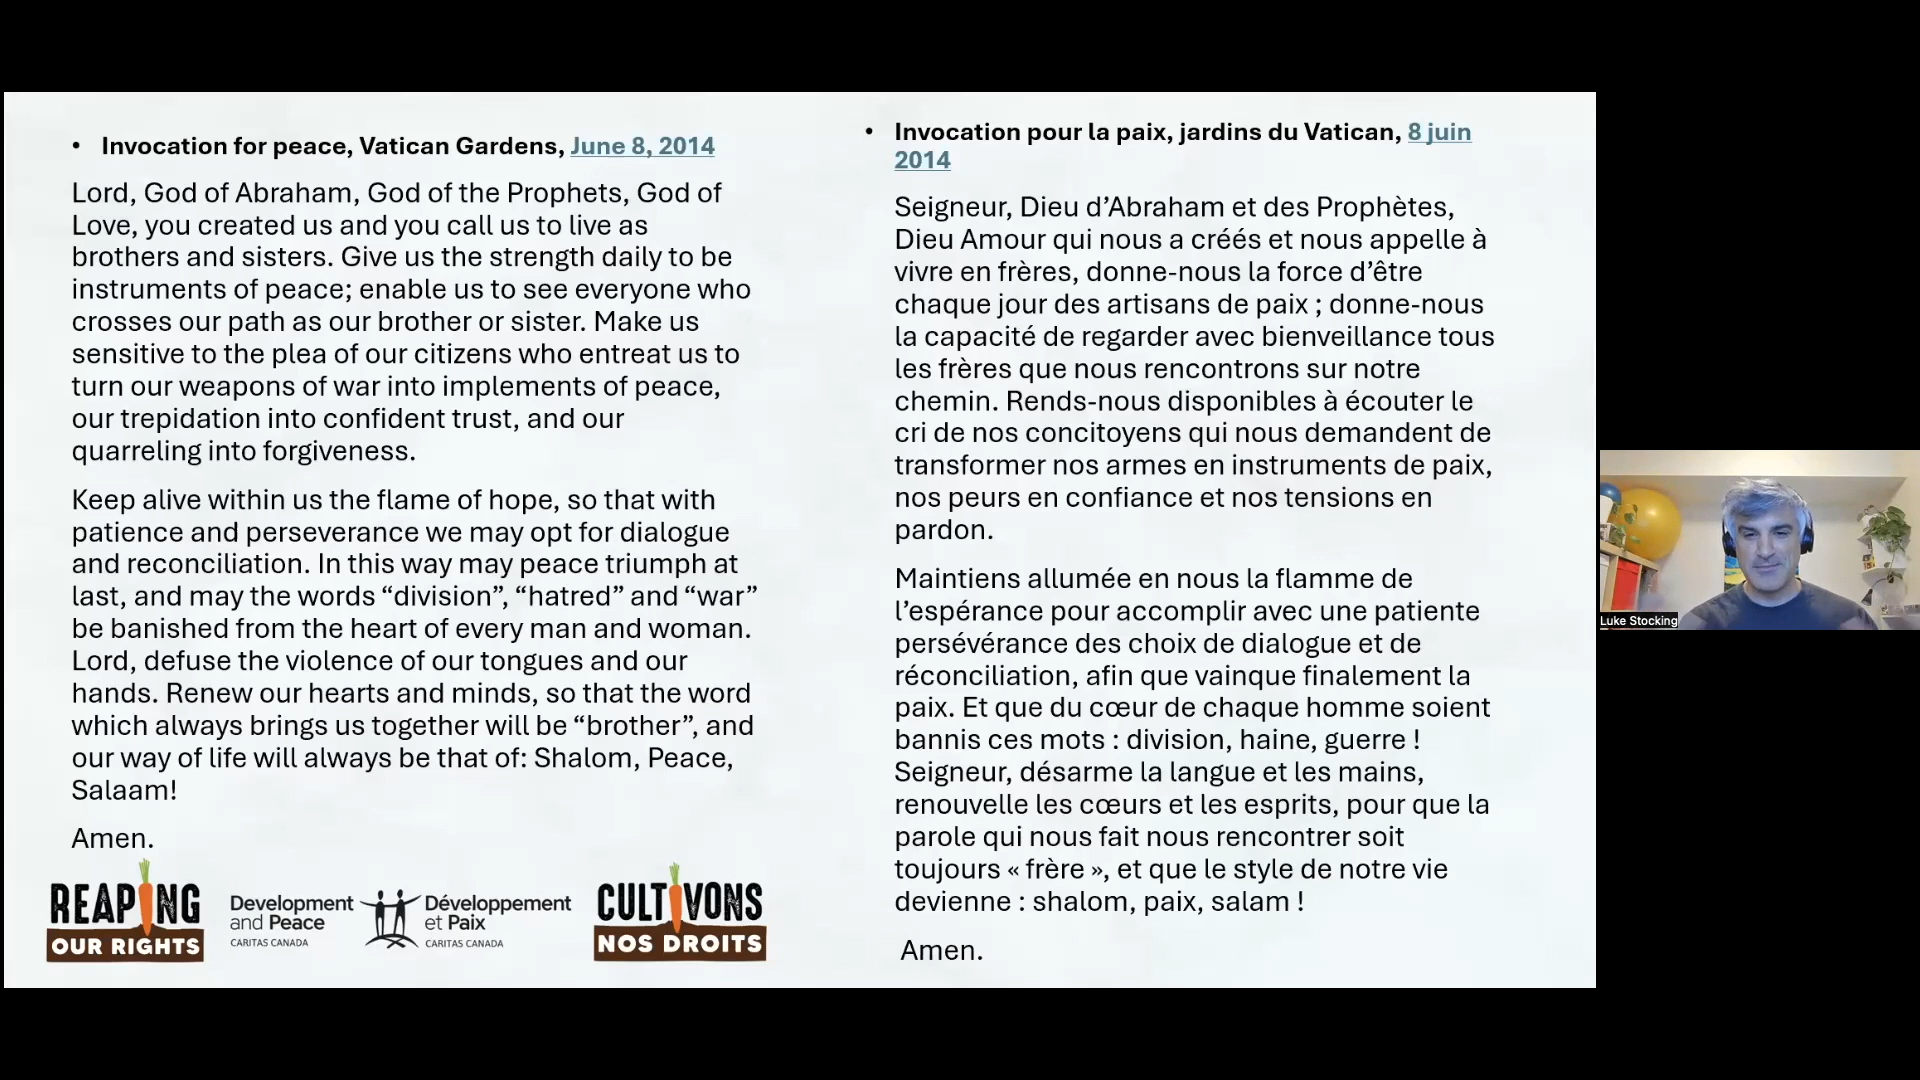 • Invocation for peace, Vatican Gardens, June 8, 2014
Lord, God of Abraham, God of the Prophets, God of
Love, you created us and you call us to live as
brothers and sisters. Give us the strength daily to be
instruments of peace; enable us to see everyone who
crosses our path as our brother or sister. Make us
sensitive to the plea of our citizens who entreat us to
turn our weapons of war into implements of peace,
our trepidation into confident trust, and our
quarreling into forgiveness.
Keep alive within us the flame of hope, so that with
patience and perseverance we may opt for dialogue
and reconciliation. In this way may peace triumph at
last, and may the words “division”, “hatred” and “war”
be banished from the heart of every man and woman.
Lord, defuse the violence of our tongues and our
hands. Renew our hearts and minds, so that the word
which always brings us together will be “brother”, and
our way of life will always be that of: Shalom, Peace,
Salaam!
Amen.
REAPING
OUR RIGHTS
Development
and Peace
CARITAS CANADA
Développement
et Paix
CARITAS CANADA
CULTIVONS
NOS DROITS
• Invocation pour la paix, jardins du Vatican, 8 juin
2014
Seigneur, Dieu d’Abraham et des Prophètes,
Dieu Amour qui nous a créés et nous appelle à
vivre en frères, donne-nous la force d’être
chaque jour des artisans de paix ; donne-nous
la capacité de regarder avec bienveillance tous
les frères que nous rencontrons sur notre
chemin. Rends-nous disponibles à écouter le
cri de nos concitoyens qui nous demandent de
transformer nos armes en instruments de paix,
nos peurs en confiance et nos tensions en
pardon.
Maintiens allumée en nous la flamme de
l’espérance pour accomplir avec une patiente
persévérance des choix de dialogue et de
réconciliation, afin que vainque finalement la
paix. Et que du cœur de chaque homme soient
bannis ces mots : division, haine, guerre !
Seigneur, désarme la langue et les mains,
renouvelle les cœurs et les esprits, pour que la
parole qui nous fait nous rencontrer soit
toujours « frère », et que le style de notre vie
devienne : shalom, paix, salam !
Amen.
Luke Stocking